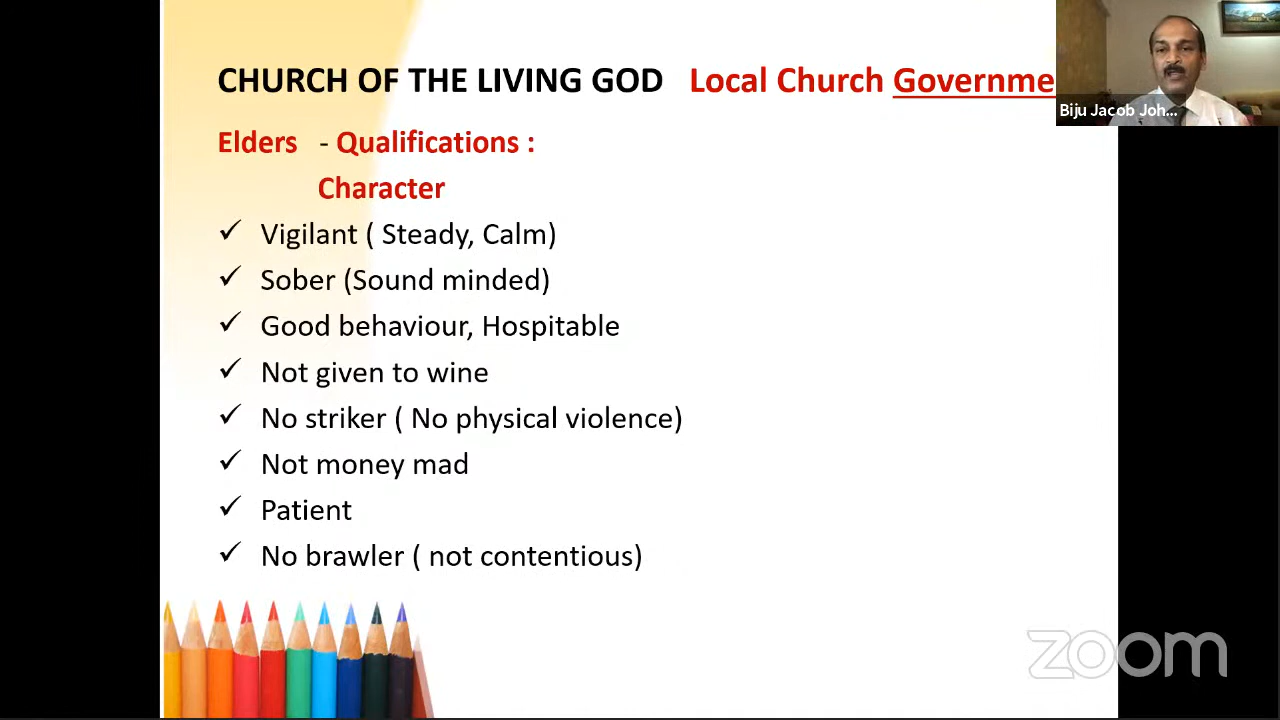 CHURCH OF THE LIVING GOD Local Church Governme
Biju Jacob Joh...
Elders - Qualifications :
Character
✓ Vigilant ( Steady, Calm)
✓ Sober (Sound minded)
✓ Good behaviour, Hospitable
✓ Not given to wine
✓ No striker ( No physical violence)
✓ Not money mad
✓ Patient
✓ No brawler ( not contentious)
zoom